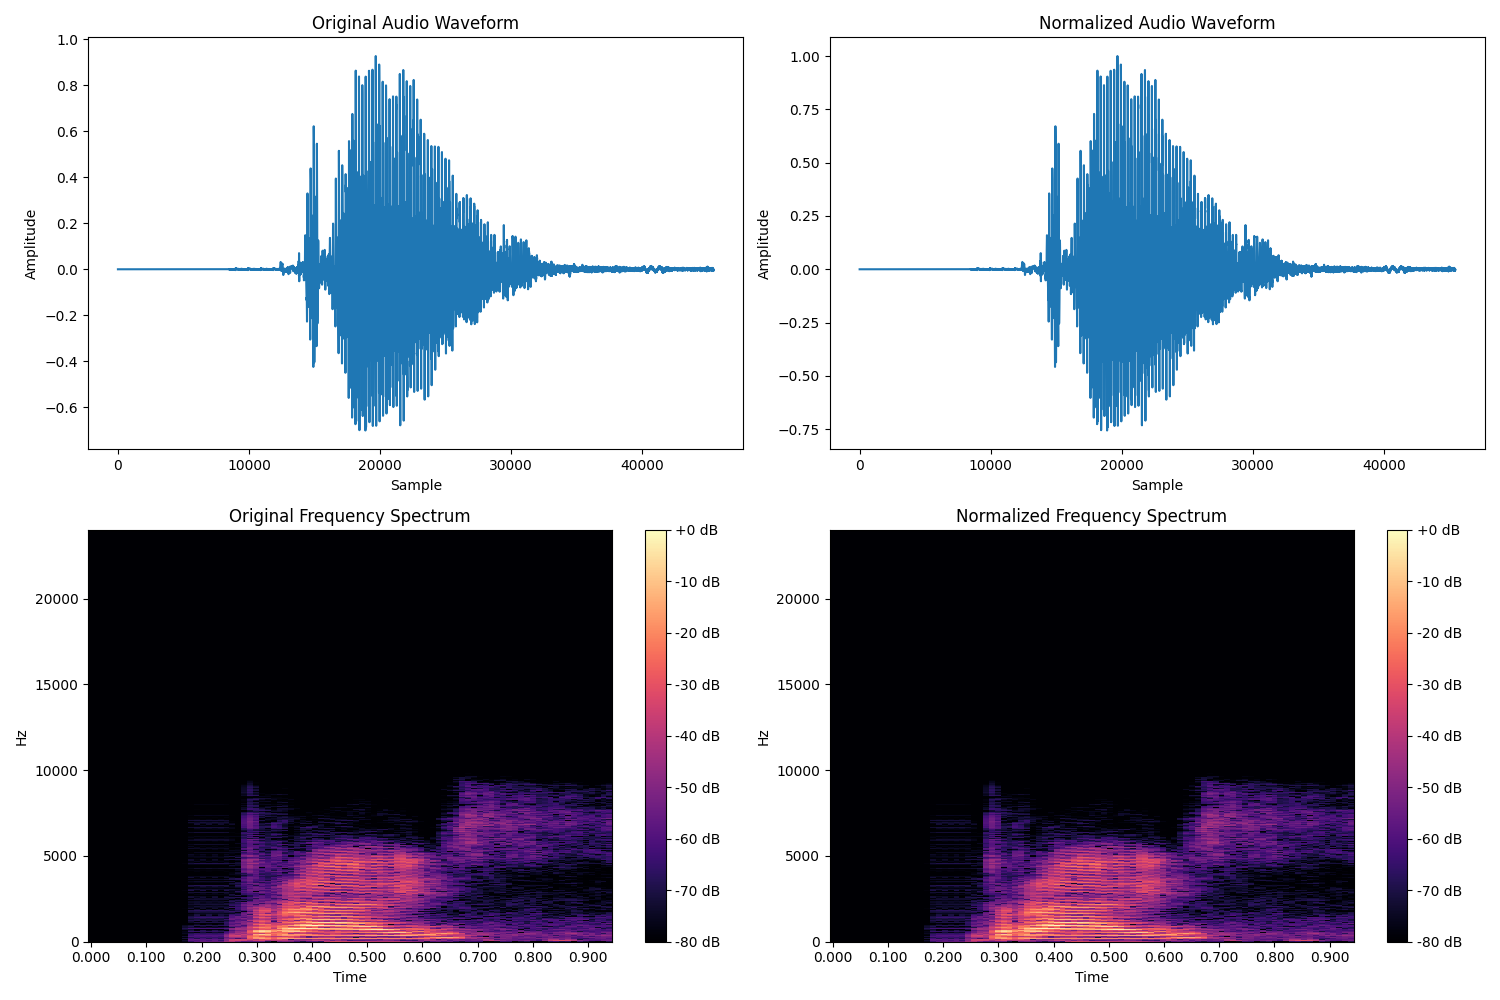 Original Audio Waveform
1.0
0.8
0.6
0.4
0.2
0.0
−0.2
−0.4
−0.6
Amplitude
0
10000
20000
30000
40000
Sample
Normalized Audio Waveform
1.00
0.75
0.50
0.25
0.00
−0.25
−0.50
−0.75
Amplitude
0
10000
20000
30000
40000
Sample
Original Frequency Spectrum
20000
15000
10000
5000
0
Hz
0.000
0.100
0.200
0.300
0.400
0.500
0.600
0.700
0.800
0.900
Time
+0 dB
-10 dB
-20 dB
-30 dB
-40 dB
-50 dB
-60 dB
-70 dB
-80 dB
Normalized Frequency Spectrum
20000
15000
10000
5000
0
Hz
0.000
0.100
0.200
0.300
0.400
0.500
0.600
0.700
0.800
0.900
Time
+0 dB
-10 dB
-20 dB
-30 dB
-40 dB
-50 dB
-60 dB
-70 dB
-80 dB